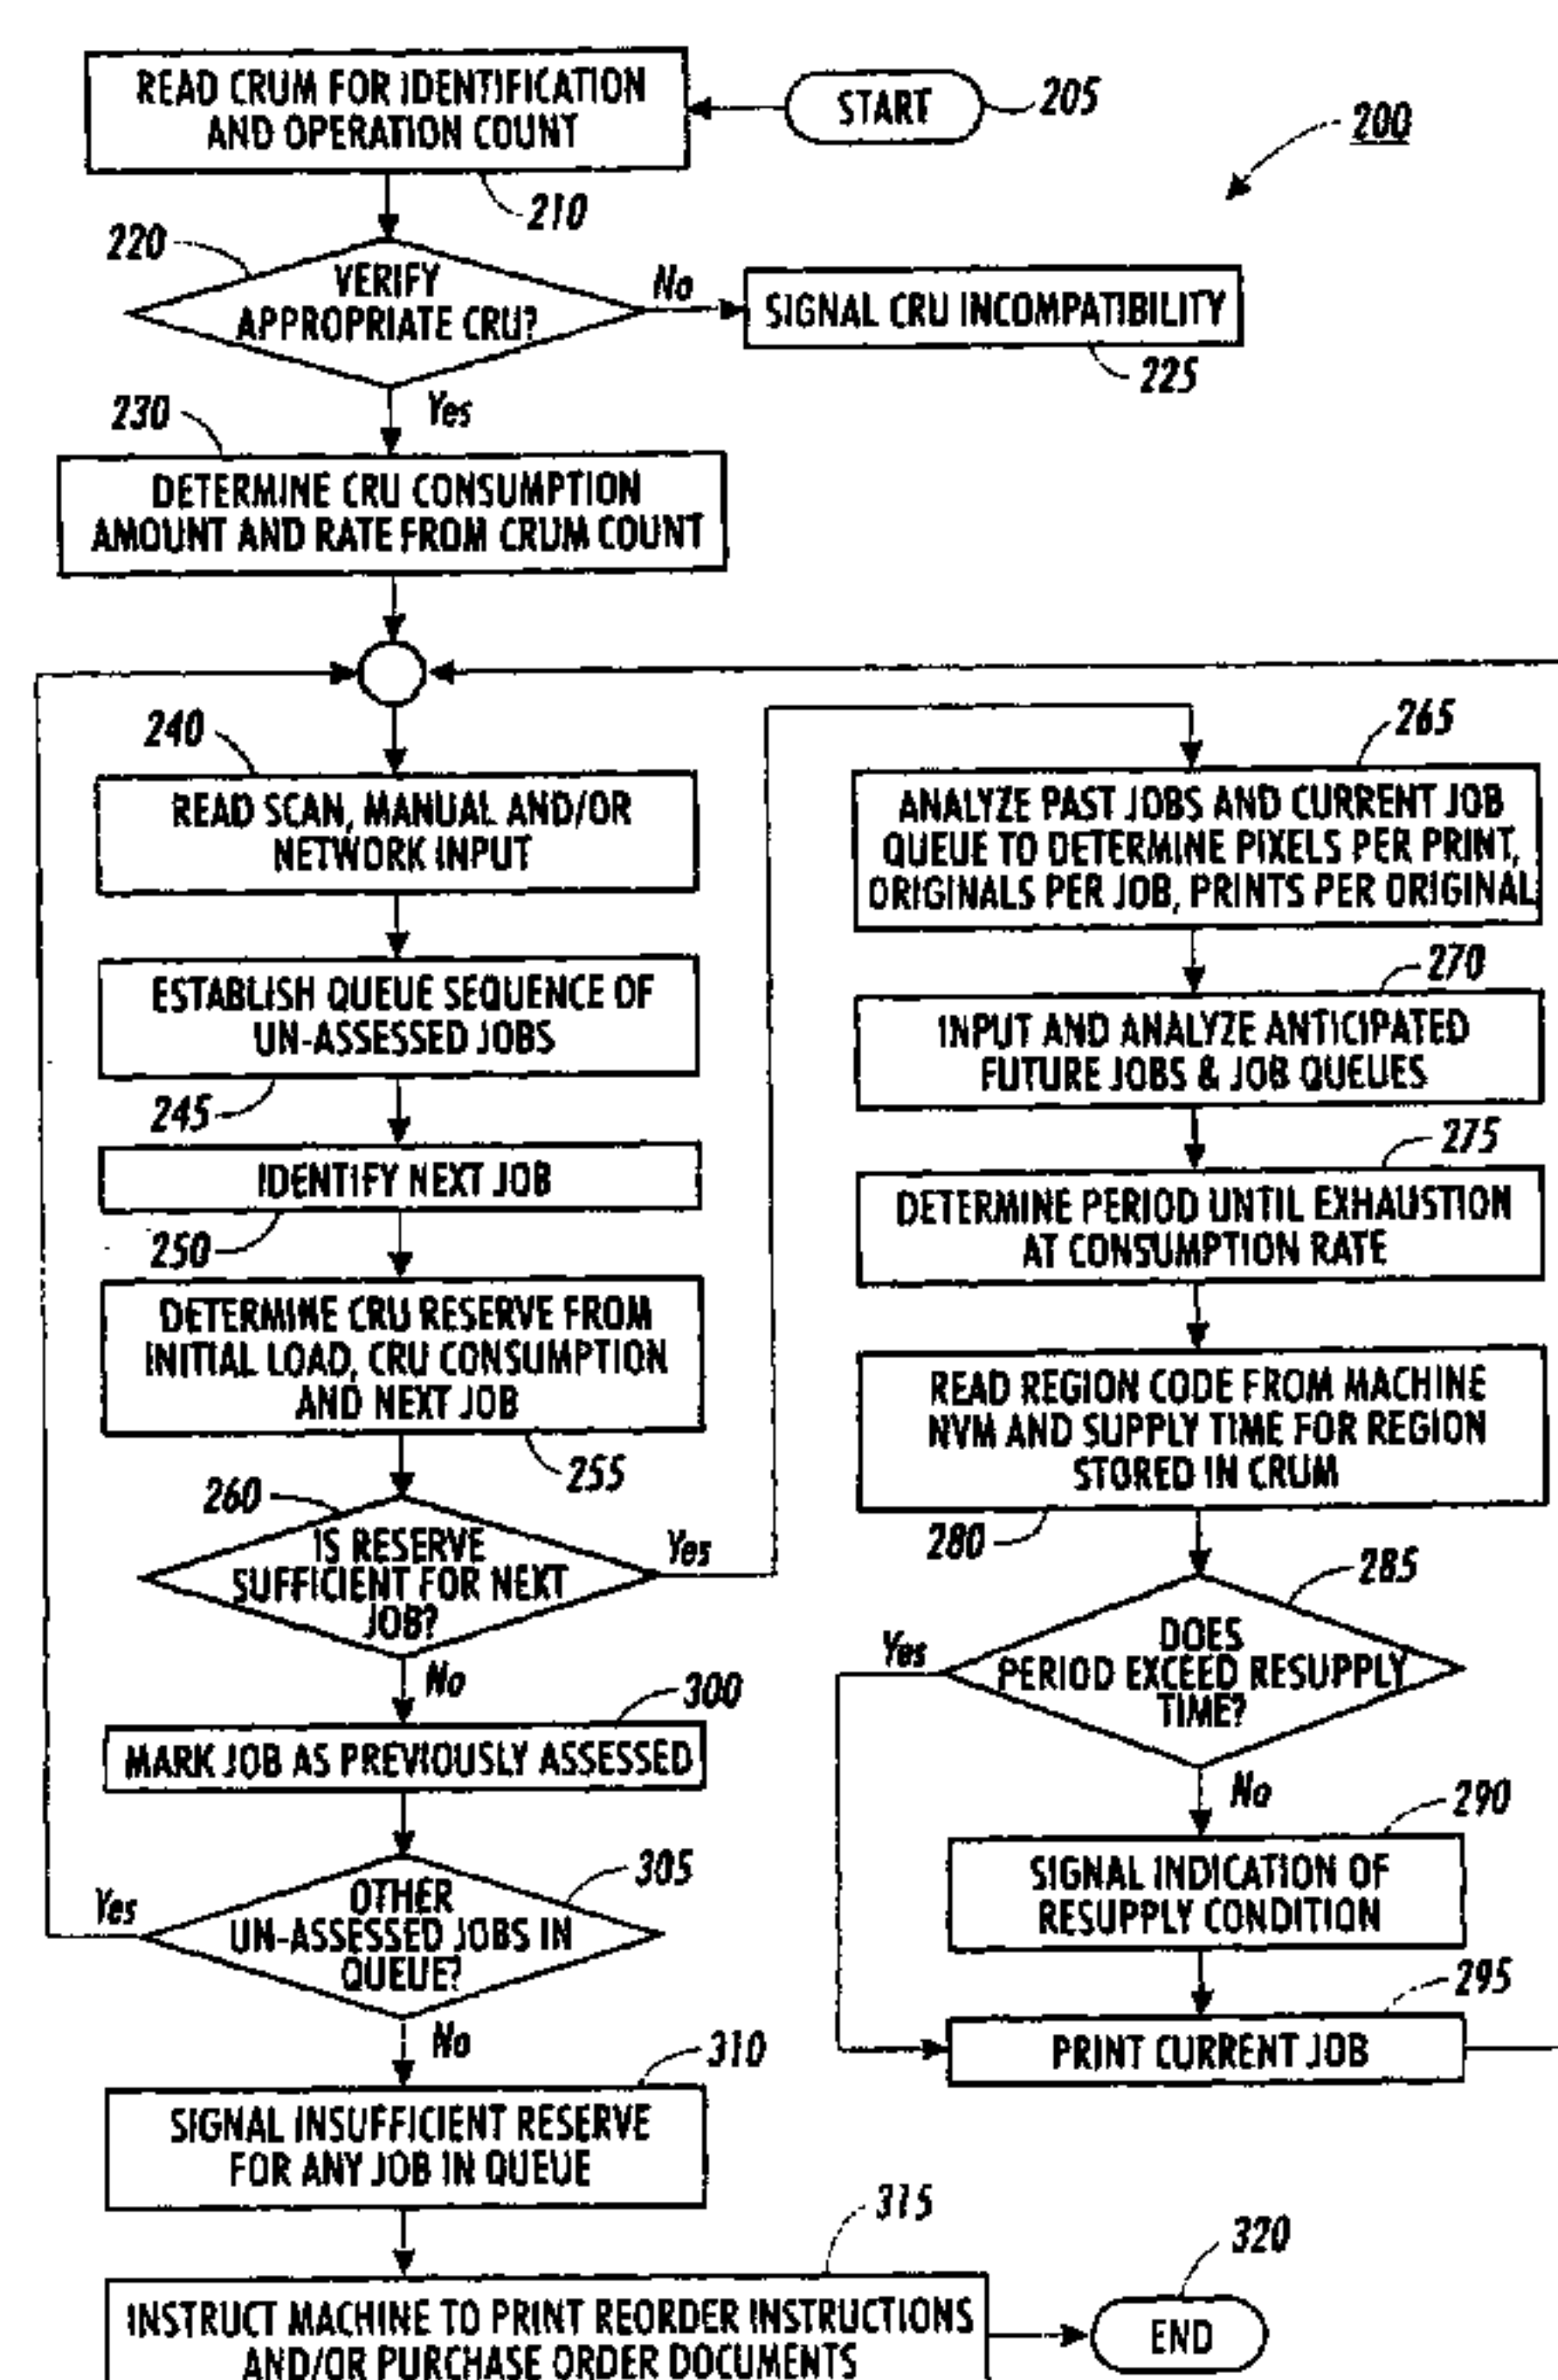 READ CRUM FOR IDENTIFICATION
AND OPERATION COUNT
START
205
200
210
220
VERIFY
APPROPRIATE CRU?
No
SIGNAL CRU INCOMPATIBILITY
225
Yes
230
DETERMINE CRU CONSUMPTION
AMOUNT AND RATE FROM CRUM COUNT
240
READ SCAN, MANUAL AND/OR
NETWORK INPUT
ESTABLISH QUEUE SEQUENCE OF
UN-ASSESSED JOBS
245
IDENTIFY NEXT JOB
250
DETERMINE CRU RESERVE FROM
INITIAL LOAD, CRU CONSUMPTION
AND NEXT JOB
255
260
IS RESERVE
SUFFICIENT FOR NEXT
JOB?
Yes
No
300
MARK JOB AS PREVIOUSLY ASSESSED
305
OTHER
UN-ASSESSED JOBS IN
QUEUE?
Yes
No
310
SIGNAL INSUFFICIENT RESERVE
FOR ANY JOB IN QUEUE
315
INSTRUCT MACHINE TO PRINT REORDER INSTRUCTIONS
AND/OR PURCHASE ORDER DOCUMENTS
320
END
265
ANALYZE PAST JOBS AND CURRENT JOB
QUEUE TO DETERMINE PIXELS PER PRINT,
ORIGINALS PER JOB, PRINTS PER ORIGINAL
270
INPUT AND ANALYZE ANTICIPATED
FUTURE JOBS & JOB QUEUES
275
DETERMINE PERIOD UNTIL EXHAUSTION
AT CONSUMPTION RATE
READ REGION CODE FROM MACHINE
NVM AND SUPPLY TIME FOR REGION
STORED IN CRUM
280
285
DOES
PERIOD EXCEED RESUPPLY
TIME?
Yes
No
290
SIGNAL INDICATION OF
RESUPPLY CONDITION
295
PRINT CURRENT JOB